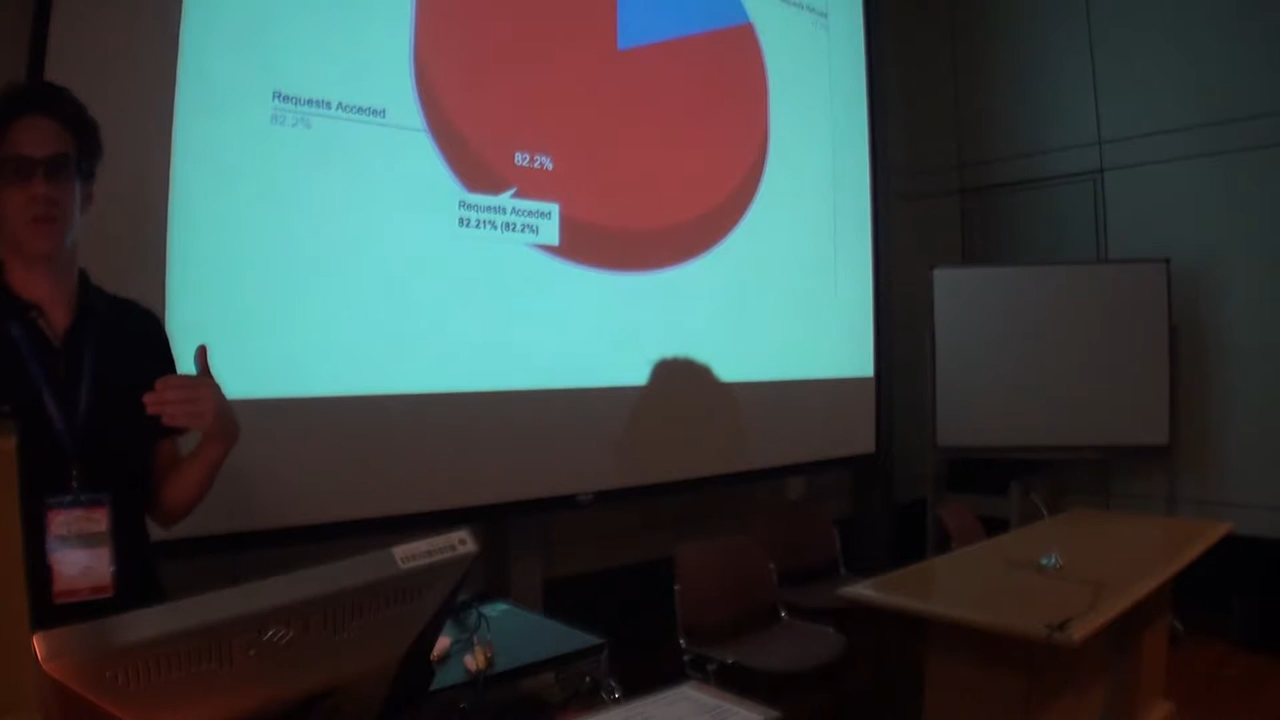 Requests Acceded
82.2%
82.2%
Requests Acceded
82.21% (82.2%)